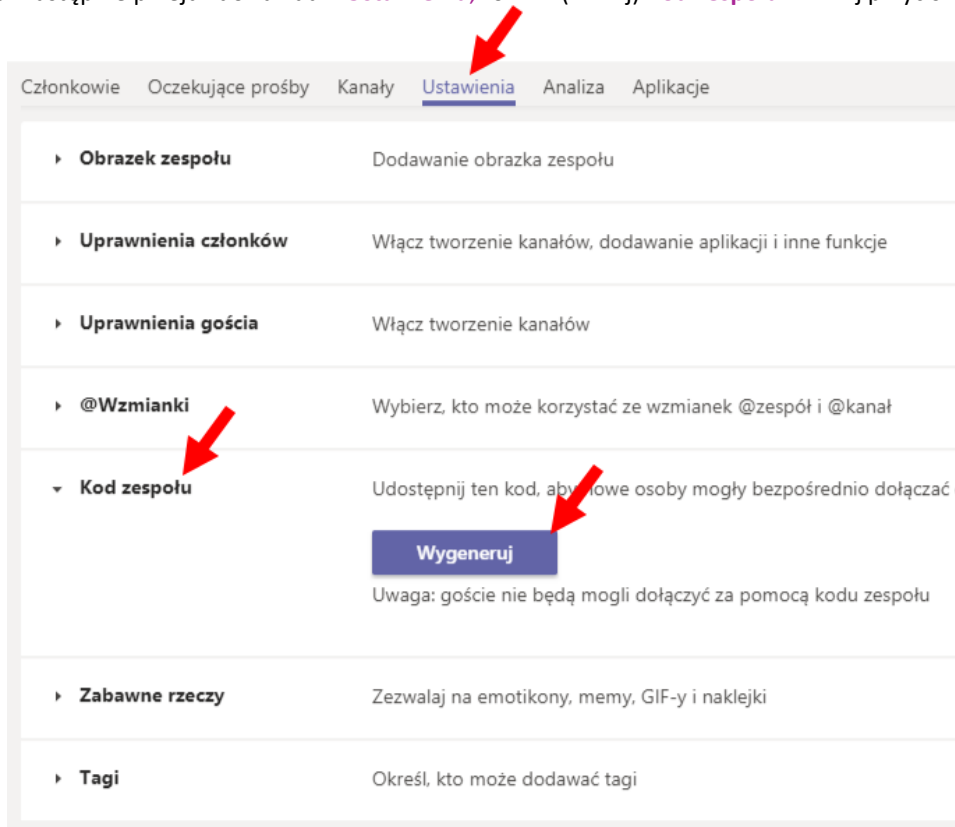 Ustawienia,
Członkowie Oczekujące prośby Kanały Ustawienia Analiza Aplikacje
Obrazek zespołu Dodawanie obrazka zespołu
Uprawnienia członków Włącz tworzenie kanałów, dodawanie aplikacji i inne funkcje
Uprawnienia gościa Włącz tworzenie kanałów
@Wzmianki Wybierz, kto może korzystać ze wzmianek @zespół i @kanał
Kod zespołu Udostępnij ten kod, aby nowe osoby mogły bezpośrednio dołączać
Wygeneruj
Uwaga: goście nie będą mogli dołączyć za pomocą kodu zespołu
Zabawne rzeczy Zezwalaj na emotikony, memy, GIF-y i naklejki
Tagi Określ, kto może dodawać tagi